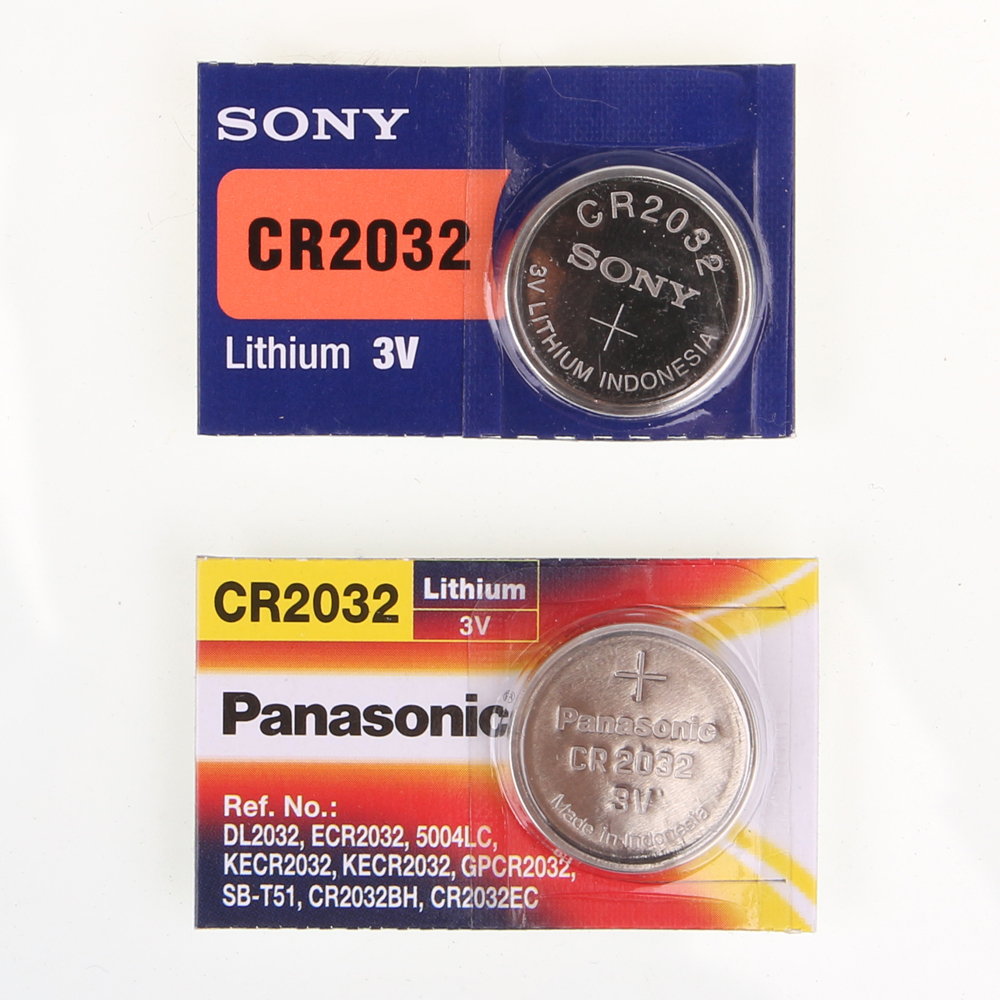 SONY
CR2032
Lithium 3V
CR2032
SONY
+
3V LITHIUM INDONESIA
CR2032
Lithium
3V
Panasonic®
Ref. No.:
DL2032, ECR2032, 5004LC,
KECR2032, KECR2032, GPCR2032,
SB-T51, CR2032BH, CR2032EC
+
Panasonic
CR2032
3V
Made in Indonesia